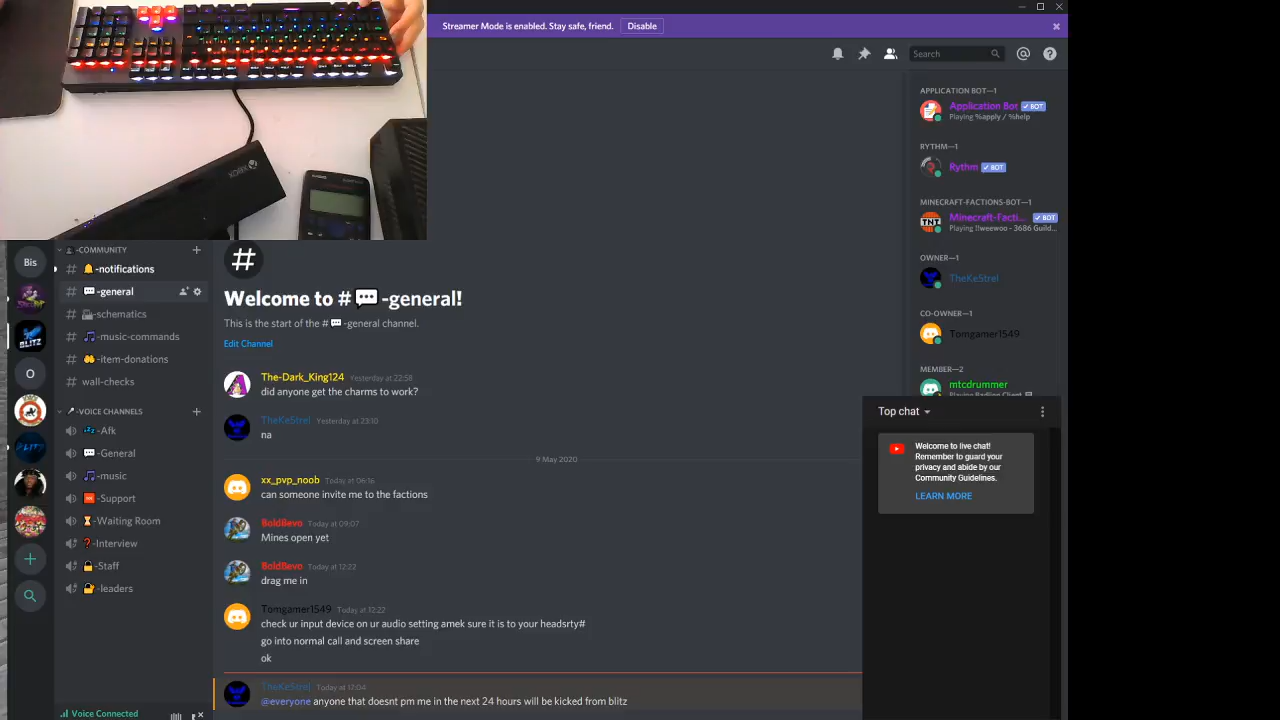 Streamer Mode is enabled. Stay safe, friend. Disable
Search
APPLICATION BOT—1
Application Bot BOT
Playing %apply / %help
RYTHM—1
Rythm BOT
MINECRAFT-FACTIONS-BOT—1
Minecraft-Facti... BOT
Playing !!weewoo - 3686 Guild...
OWNER—1
TheKeStrel
CO-OWNER—1
Tomgamer1549
MEMBER—2
mtcdrummer
Playing Badlion Client
-COMMUNITY
-notifications
-general
-schematics
-music-commands
-item-donations
wall-checks
-VOICE CHANNELS
-Afk
-General
-music
-Support
-Waiting Room
-Interview
-Staff
-leaders
Voice Connected
Bis
BLITZ
O
BLITZ
Welcome to # -general!
This is the start of the # -general channel.
Edit Channel
The-Dark_King124 Yesterday at 22:58
did anyone get the charms to work?
TheKeStrel Yesterday at 23:10
na
9 May 2020
xx_pvp_noob Today at 06:16
can someone invite me to the factions
BoldBevo Today at 09:07
Mines open yet
BoldBevo Today at 12:22
drag me in
Tomgamer1549 Today at 12:22
check ur input device on ur audio setting amek sure it is to your headsrty#
go into normal call and screen share
ok
TheKeStrel Today at 17:04
@everyone anyone that doesnt pm me in the next 24 hours will be kicked from blitz
Top chat
Welcome to live chat!
Remember to guard your
privacy and abide by our
Community Guidelines.
LEARN MORE